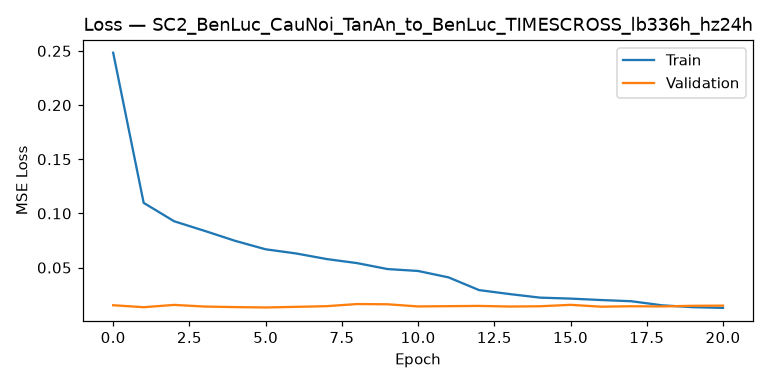 Loss — SC2_BenLuc_CauNoi_TanAn_to_BenLuc_TIMESCROSS_lb336h_hz24h
0.25
0.20
0.15
0.10
0.05
MSE Loss
Train
Validation
0.0 2.5 5.0 7.5 10.0 12.5 15.0 17.5 20.0
Epoch